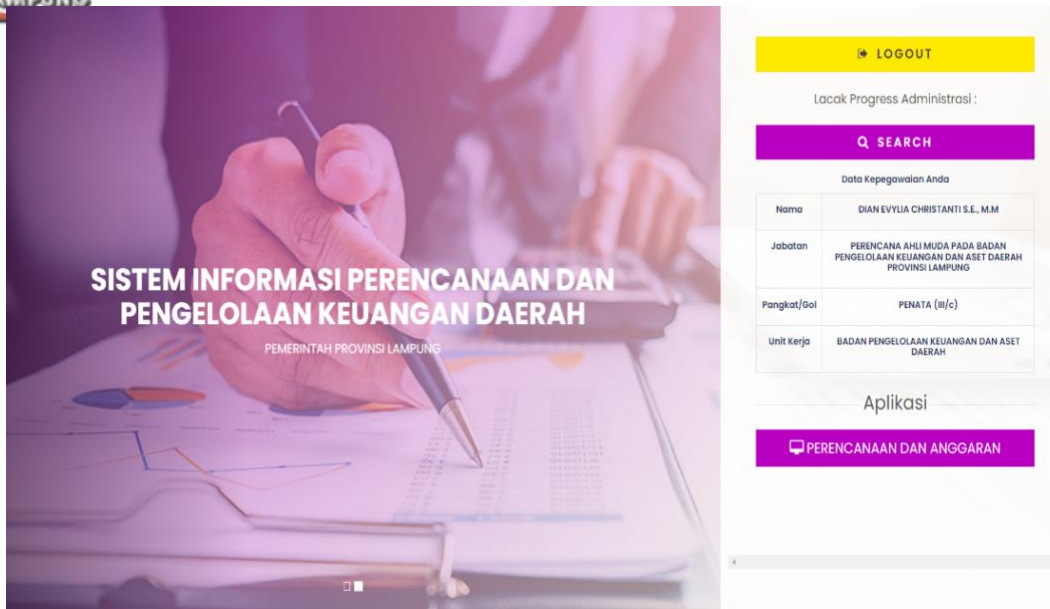 LAMPUNG
SISTEM INFORMASI PERENCANAAN DAN
PENGELOLAAN KEUANGAN DAERAH
PEMERINTAH PROVINSI LAMPUNG
LOGOUT
Lacak Progress Administrasi :
SEARCH
Data Kepegawaian Anda
Nama DIAN EVYLIA CHRISTANTI S.E., M.M
Jabatan PERENCANA AHLI MUDA PADA BADAN
PENGELOLAAN KEUANGAN DAN ASET DAERAH
PROVINSI LAMPUNG
Pangkat/Gol PENATA (III/c)
Unit Kerja BADAN PENGELOLAAN KEUANGAN DAN ASET
DAERAH
Aplikasi
PERENCANAAN DAN ANGGARAN